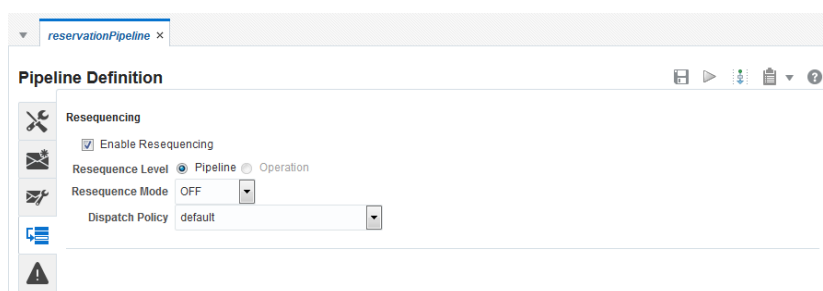 reservationPipeline ×
Pipeline Definition
Resequencing
Enable Resequencing
Resequence Level Pipeline Operation
Resequence Mode OFF
Dispatch Policy default